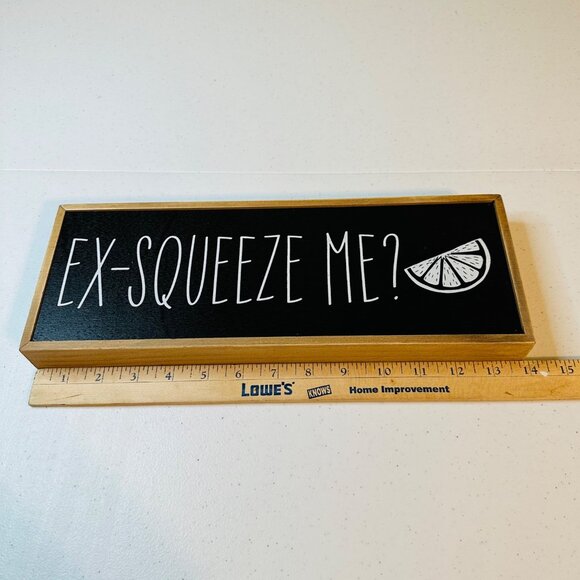 EX-SQUEEZE ME?
1 2 3 4 5 6 7 8 9 10 11 12 13 14 15
LOWE'S KNOWS Home Improvement